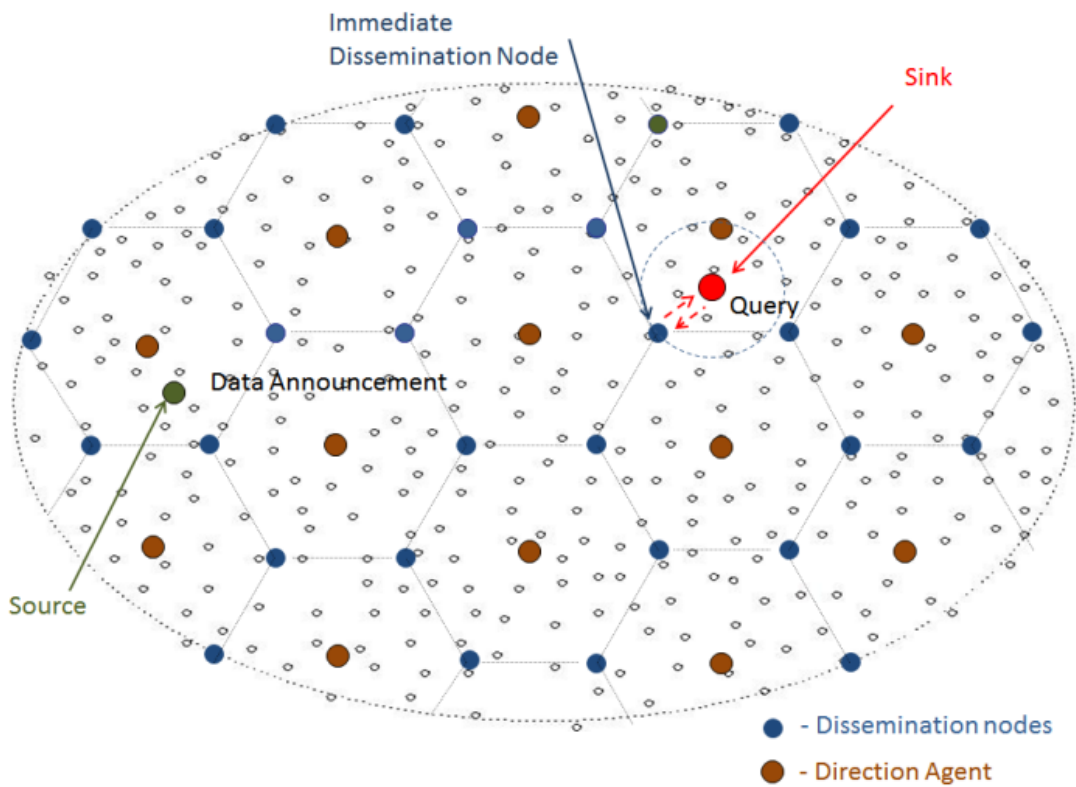 Immediate
Dissemination Node
Sink
Query
Data Announcement
Source
- Dissemination nodes
- Direction Agent